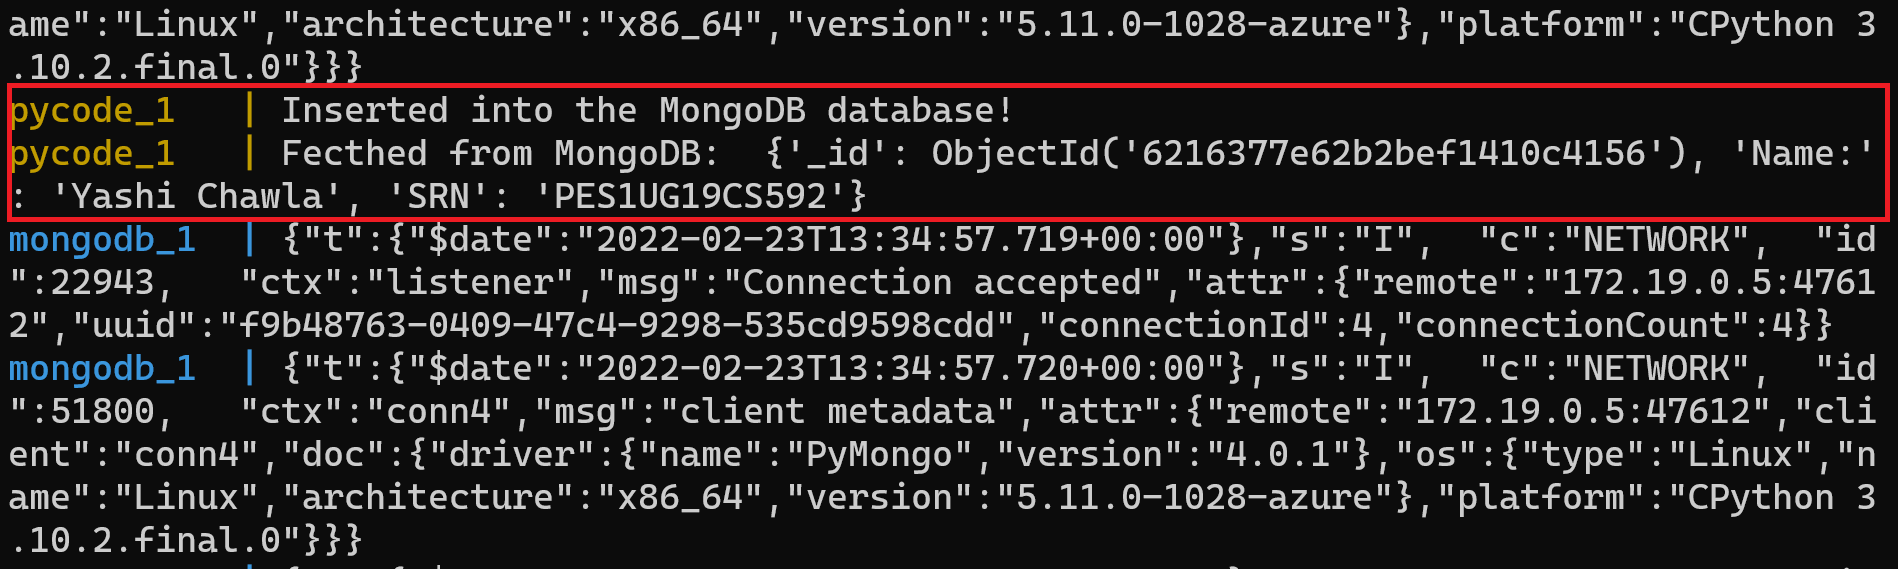 ame":"Linux","architecture":"x86_64","version":"5.11.0-1028-azure"},"platform":"CPython 3
.10.2.final.0"}}}
pycode_1   | Inserted into the MongoDB database!
pycode_1   | Fecthed from MongoDB:  {'_id': ObjectId('6216377e62b2bef1410c4156'), 'Name:'
: 'Yashi Chawla', 'SRN': 'PES1UG19CS592'}
mongodb_1  | {"t":{"$date":"2022-02-23T13:34:57.719+00:00"},"s":"I",  "c":"NETWORK",  "id
":22943,   "ctx":"listener","msg":"Connection accepted","attr":{"remote":"172.19.0.5:4761
2","uuid":"f9b48763-0409-47c4-9298-535cd9598cdd","connectionId":4,"connectionCount":4}}
mongodb_1  | {"t":{"$date":"2022-02-23T13:34:57.720+00:00"},"s":"I",  "c":"NETWORK",  "id
":51800,   "ctx":"conn4","msg":"client metadata","attr":{"remote":"172.19.0.5:47612","cli
ent":"conn4","doc":{"driver":{"name":"PyMongo","version":"4.0.1"},"os":{"type":"Linux","n
ame":"Linux","architecture":"x86_64","version":"5.11.0-1028-azure"},"platform":"CPython 3
.10.2.final.0"}}}